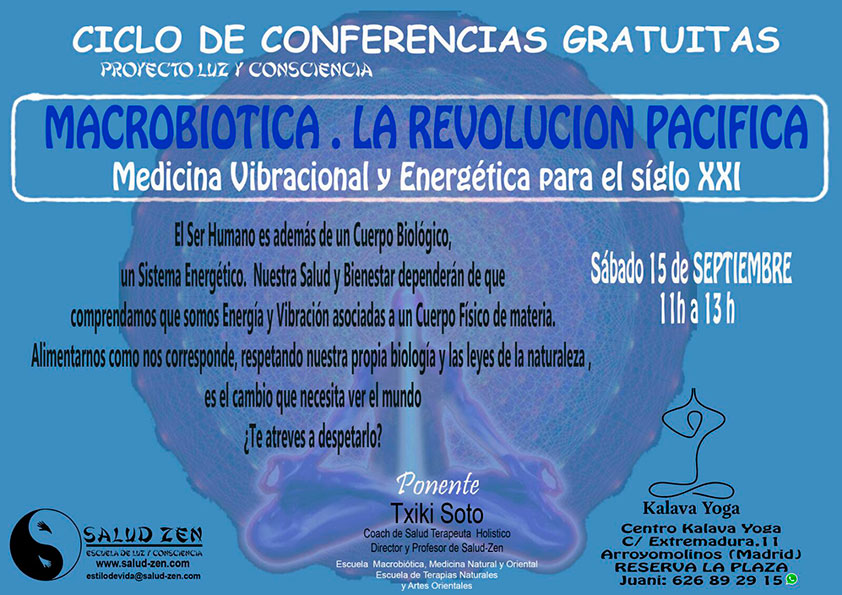 CICLO DE CONFERENCIAS GRATUITAS
PROYECTO LUZ Y CONSCIENCIA
MACROBIOTICA . LA REVOLUCION PACIFICA
Medicina Vibracional y Energética para el síglo XXI
El Ser Humano es además de un Cuerpo Biológico,
un Sistema Energético. Nuestra Salud y Bienestar dependerán de que
comprendamos que somos Energía y Vibración asociadas a un Cuerpo Físico de materia.
Alimentarnos como nos corresponde, respetando nuestra propia biología y las leyes de la naturaleza ,
es el cambio que necesita ver el mundo
¿Te atreves a despetarlo?
Sábado 15 de SEPTIEMBRE
11h a 13 h
Ponente
Txiki Soto
Coach de Salud Terapeuta Holistico
Director y Profesor de Salud-Zen
Escuela Macrobiótica, Medicina Natural y Oriental
Escuela de Terapias Naturales
y Artes Orientales
SALUD ZEN
ESCUELA DE LUZ Y CONSCIENCIA
www.salud-zen.com
estilodevida@salud-zen.com
Kalava Yoga
Centro Kalava Yoga
C/ Extremadura,11
Arroyomolinos (Madrid)
RESERVA LA PLAZA
Juani: 626 89 29 15